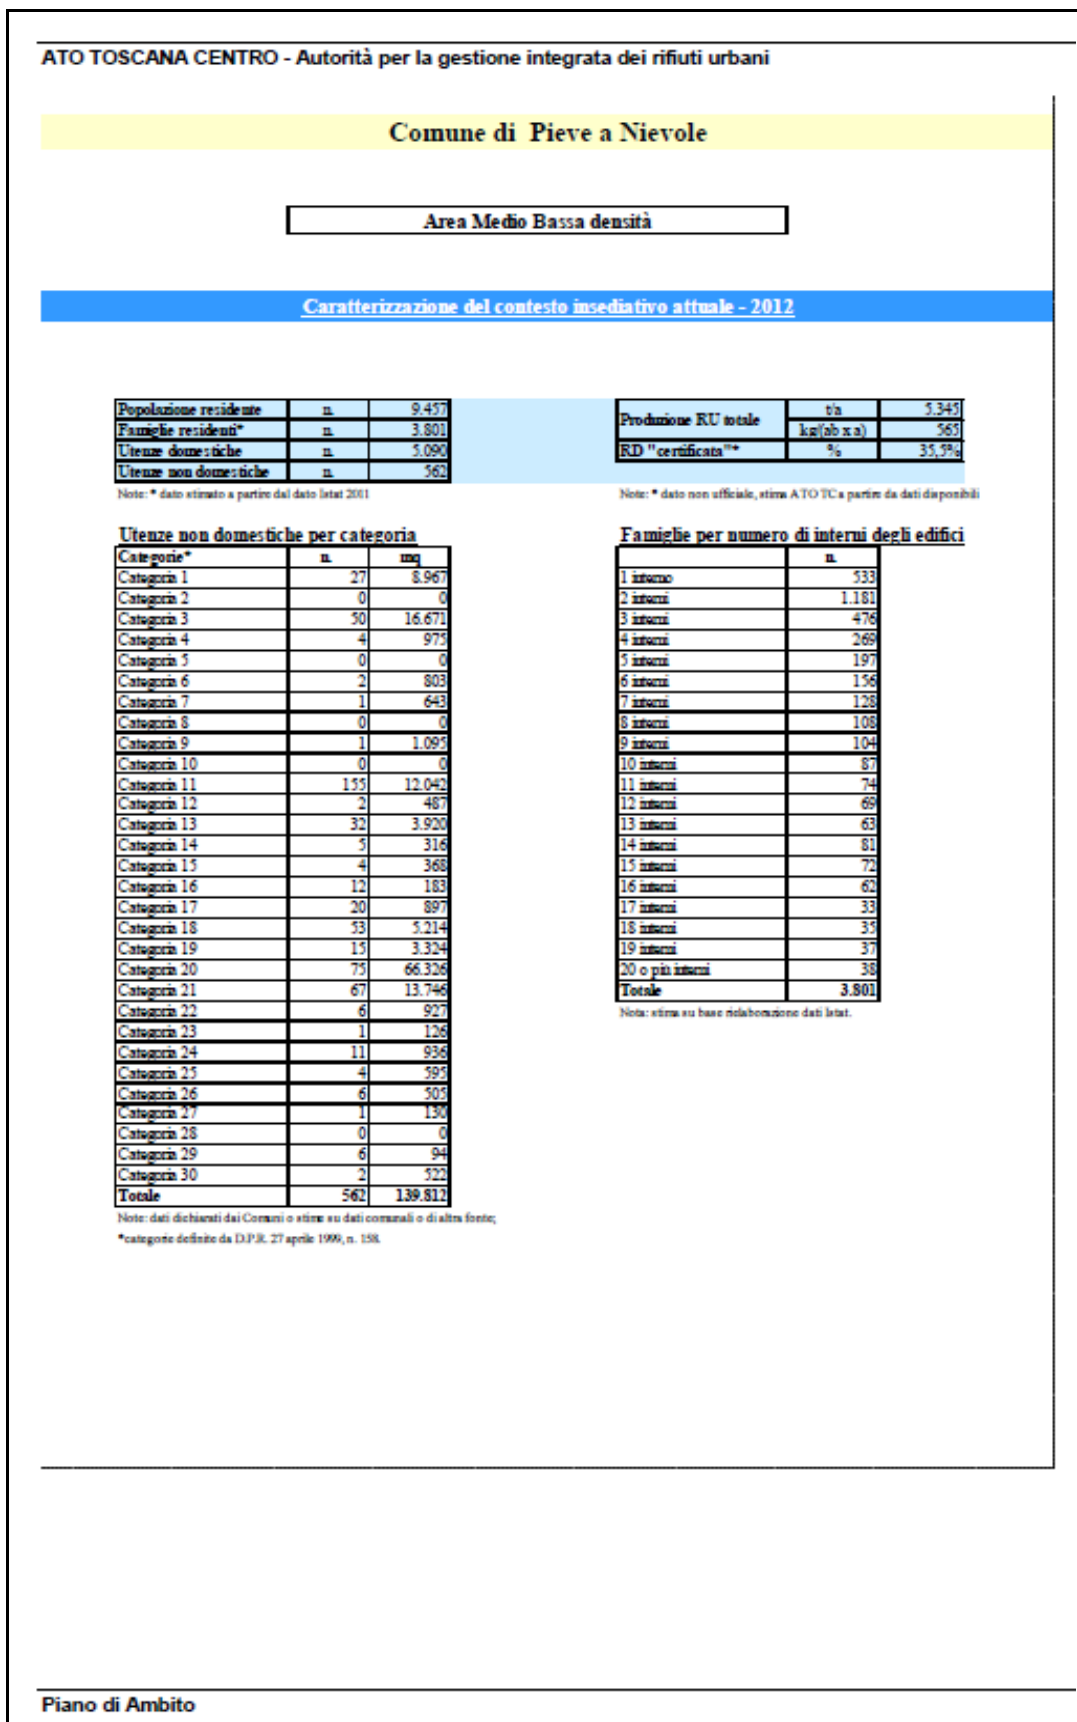 ATO TOSCANA CENTRO - Autorità per la gestione integrata dei rifiuti urbani
Comune di Pieve a Nievole
Area Medio Bassa densità
Caratterizzazione del contesto insediativo attuale - 2012
Popolazione residente n. 9.457
Famiglie residenti* n. 3.801
Utenze domestiche n. 5.090
Utenze non domestiche n. 562
Note: * dato stimato a partire dal dato Istat 2011
Produzione RU totale t/a 5.345
kg/(ab x a) 565
RD "certificata"* % 35,5%
Note: * dato non ufficiale, stima ATO TC a partire da dati disponibili
Utenze non domestiche per categoria
Categorie* n. mq
Categoria 1 27 8.967
Categoria 2 0 0
Categoria 3 50 16.671
Categoria 4 4 975
Categoria 5 0 0
Categoria 6 2 803
Categoria 7 1 643
Categoria 8 0 0
Categoria 9 1 1.095
Categoria 10 0 0
Categoria 11 155 12.042
Categoria 12 2 487
Categoria 13 32 3.920
Categoria 14 5 316
Categoria 15 4 368
Categoria 16 12 183
Categoria 17 20 897
Categoria 18 53 5.214
Categoria 19 15 3.324
Categoria 20 75 66.326
Categoria 21 67 13.746
Categoria 22 6 927
Categoria 23 1 126
Categoria 24 11 936
Categoria 25 4 595
Categoria 26 6 505
Categoria 27 1 130
Categoria 28 0 0
Categoria 29 6 94
Categoria 30 2 522
Totale 562 139.812
Note: dati dichiarati dai Comuni o stime su dati comunali o di altra fonte;
*categorie definite da D.P.R. 27 aprile 1999, n. 158.
Famiglie per numero di interni degli edifici
n.
1 interno 533
2 interni 1.181
3 interni 476
4 interni 269
5 interni 197
6 interni 156
7 interni 128
8 interni 108
9 interni 104
10 interni 87
11 interni 74
12 interni 69
13 interni 63
14 interni 81
15 interni 72
16 interni 62
17 interni 33
18 interni 35
19 interni 37
20 o più interni 38
Totale 3.801
Nota: stima su base rielaborazione dati Istat.
Piano di Ambito